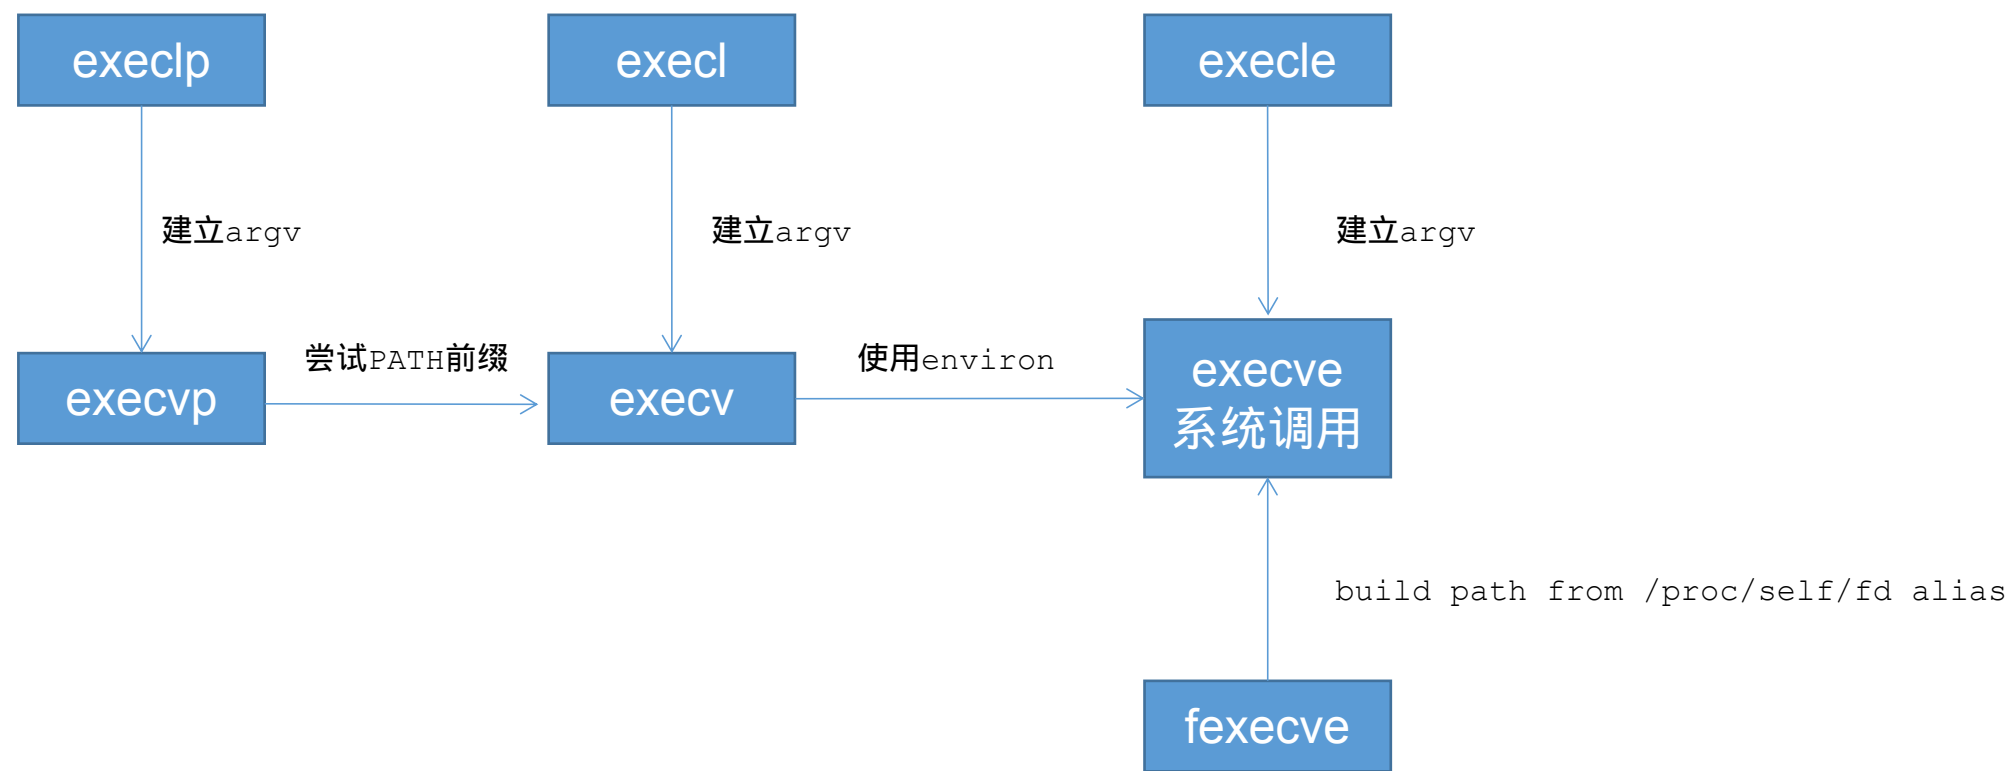 execlp
execl
execle
建立argv
建立argv
建立argv
尝试PATH前缀
使用environ
execvp
execv
execve
系统调用
build path from /proc/self/fd alias
fexecve